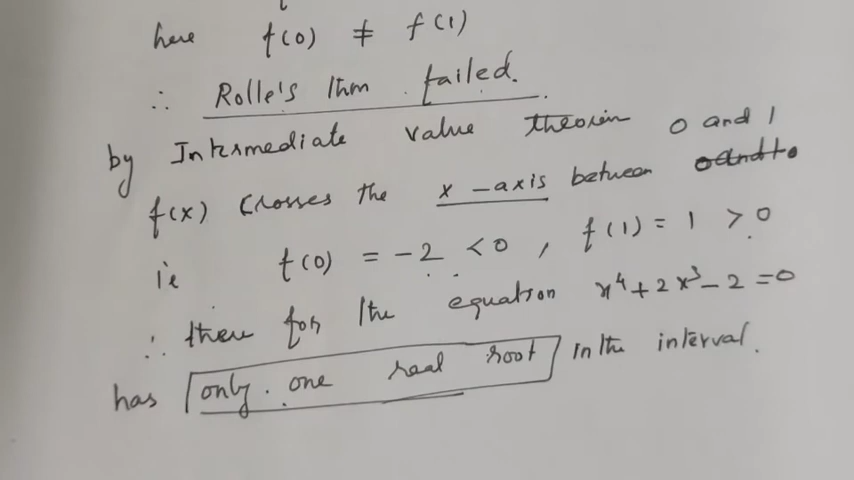 here f(0) ≠ f(1)
∴ Rolle's thm failed.
by Intermediate value theorem 0 and 1
f(x) Crosses the x-axis between
ie f(0) = -2 < 0, f(1) = 1 > 0
∴ there for the equation x⁴+2x³-2=0
has only one real root in the interval.